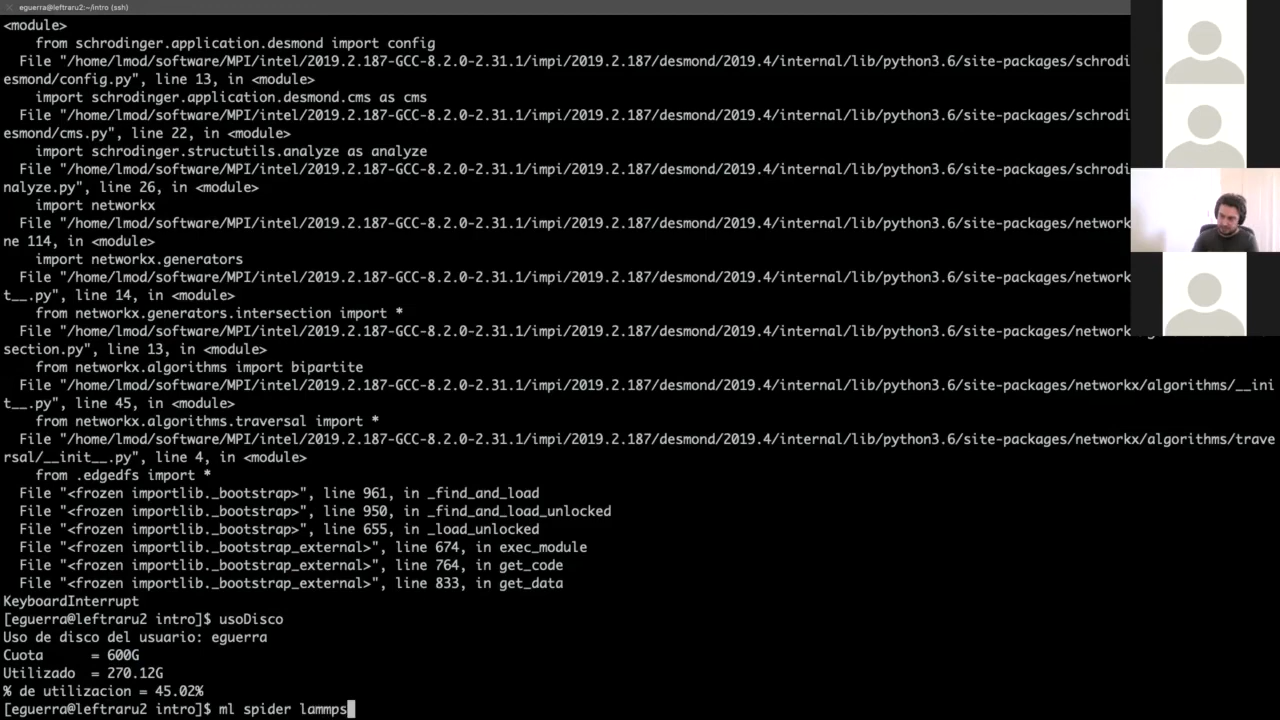 eguerra@leftraru2:~/intro (ssh)
<module>
from schrodinger.application.desmond import config
File "/home/lmod/software/MPI/intel/2019.2.187-GCC-8.2.0-2.31.1/impi/2019.2.187/desmond/2019.4/internal/lib/python3.6/site-packages/schrodi
esmond/config.py", line 13, in <module>
import schrodinger.application.desmond.cms as cms
File "/home/lmod/software/MPI/intel/2019.2.187-GCC-8.2.0-2.31.1/impi/2019.2.187/desmond/2019.4/internal/lib/python3.6/site-packages/schrodi
esmond/cms.py", line 22, in <module>
import schrodinger.structutils.analyze as analyze
File "/home/lmod/software/MPI/intel/2019.2.187-GCC-8.2.0-2.31.1/impi/2019.2.187/desmond/2019.4/internal/lib/python3.6/site-packages/schrodi
nalyze.py", line 26, in <module>
import networkx
File "/home/lmod/software/MPI/intel/2019.2.187-GCC-8.2.0-2.31.1/impi/2019.2.187/desmond/2019.4/internal/lib/python3.6/site-packages/network
ne 114, in <module>
import networkx.generators
File "/home/lmod/software/MPI/intel/2019.2.187-GCC-8.2.0-2.31.1/impi/2019.2.187/desmond/2019.4/internal/lib/python3.6/site-packages/network
t__.py", line 14, in <module>
from networkx.generators.intersection import *
File "/home/lmod/software/MPI/intel/2019.2.187-GCC-8.2.0-2.31.1/impi/2019.2.187/desmond/2019.4/internal/lib/python3.6/site-packages/network
section.py", line 13, in <module>
from networkx.algorithms import bipartite
File "/home/lmod/software/MPI/intel/2019.2.187-GCC-8.2.0-2.31.1/impi/2019.2.187/desmond/2019.4/internal/lib/python3.6/site-packages/networkx/algorithms/__ini
t__.py", line 45, in <module>
from networkx.algorithms.traversal import *
File "/home/lmod/software/MPI/intel/2019.2.187-GCC-8.2.0-2.31.1/impi/2019.2.187/desmond/2019.4/internal/lib/python3.6/site-packages/networkx/algorithms/trave
rsal/__init__.py", line 4, in <module>
from .edgedfs import *
File "<frozen importlib._bootstrap>", line 961, in _find_and_load
File "<frozen importlib._bootstrap>", line 950, in _find_and_load_unlocked
File "<frozen importlib._bootstrap>", line 655, in _load_unlocked
File "<frozen importlib._bootstrap_external>", line 674, in exec_module
File "<frozen importlib._bootstrap_external>", line 764, in get_code
File "<frozen importlib._bootstrap_external>", line 833, in get_data
KeyboardInterrupt
[eguerra@leftraru2 intro]$ usoDisco
Uso de disco del usuario: eguerra
Cuota = 600G
Utilizado = 270.12G
% de utilizacion = 45.02%
[eguerra@leftraru2 intro]$ ml spider lammps